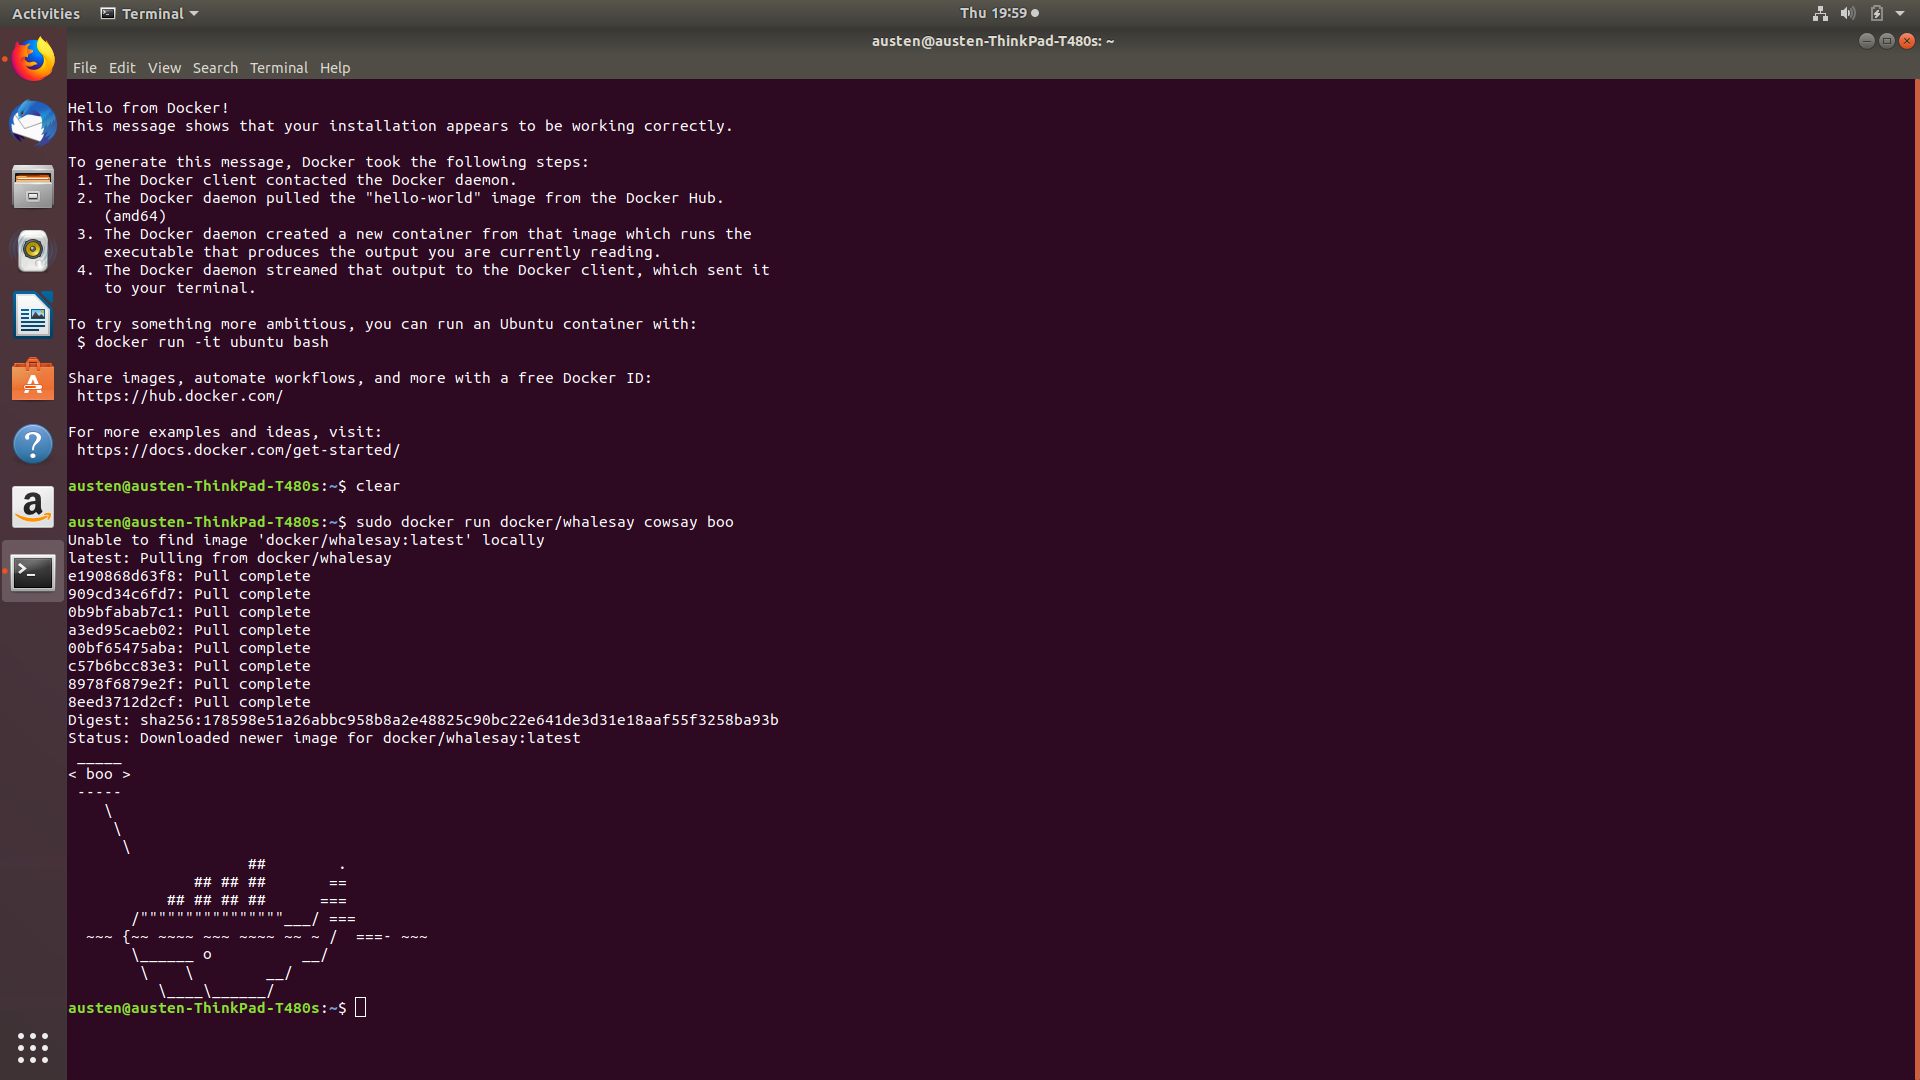 Activities Terminal Thu 19:59
austen@austen-ThinkPad-T480s: ~
File Edit View Search Terminal Help
Hello from Docker!
This message shows that your installation appears to be working correctly.
To generate this message, Docker took the following steps:
 1. The Docker client contacted the Docker daemon.
 2. The Docker daemon pulled the "hello-world" image from the Docker Hub.
    (amd64)
 3. The Docker daemon created a new container from that image which runs the
    executable that produces the output you are currently reading.
 4. The Docker daemon streamed that output to the Docker client, which sent it
    to your terminal.
To try something more ambitious, you can run an Ubuntu container with:
 $ docker run -it ubuntu bash
Share images, automate workflows, and more with a free Docker ID:
 https://hub.docker.com/
For more examples and ideas, visit:
 https://docs.docker.com/get-started/
austen@austen-ThinkPad-T480s:~$ clear
austen@austen-ThinkPad-T480s:~$ sudo docker run docker/whalesay cowsay boo
Unable to find image 'docker/whalesay:latest' locally
latest: Pulling from docker/whalesay
e190868d63f8: Pull complete
909cd34c6fd7: Pull complete
0b9bfabab7c1: Pull complete
a3ed95caeb02: Pull complete
00bf65475aba: Pull complete
c57b6bcc83e3: Pull complete
8978f6879e2f: Pull complete
8eed3712d2cf: Pull complete
Digest: sha256:178598e51a26abbc958b8a2e48825c90bc22e641de3d31e18aaf55f3258ba93b
Status: Downloaded newer image for docker/whalesay:latest
 _____
< boo >
 -----
    \
     \
      \
                    ##        .
              ## ## ##       ==
           ## ## ## ##      ===
       /""""""""""""""""___/ ===
  ~~~ {~~ ~~~~ ~~~ ~~~~ ~~ ~ /  ===- ~~~
       \______ o          __/
        \    \        __/
          \____\______/
austen@austen-ThinkPad-T480s:~$